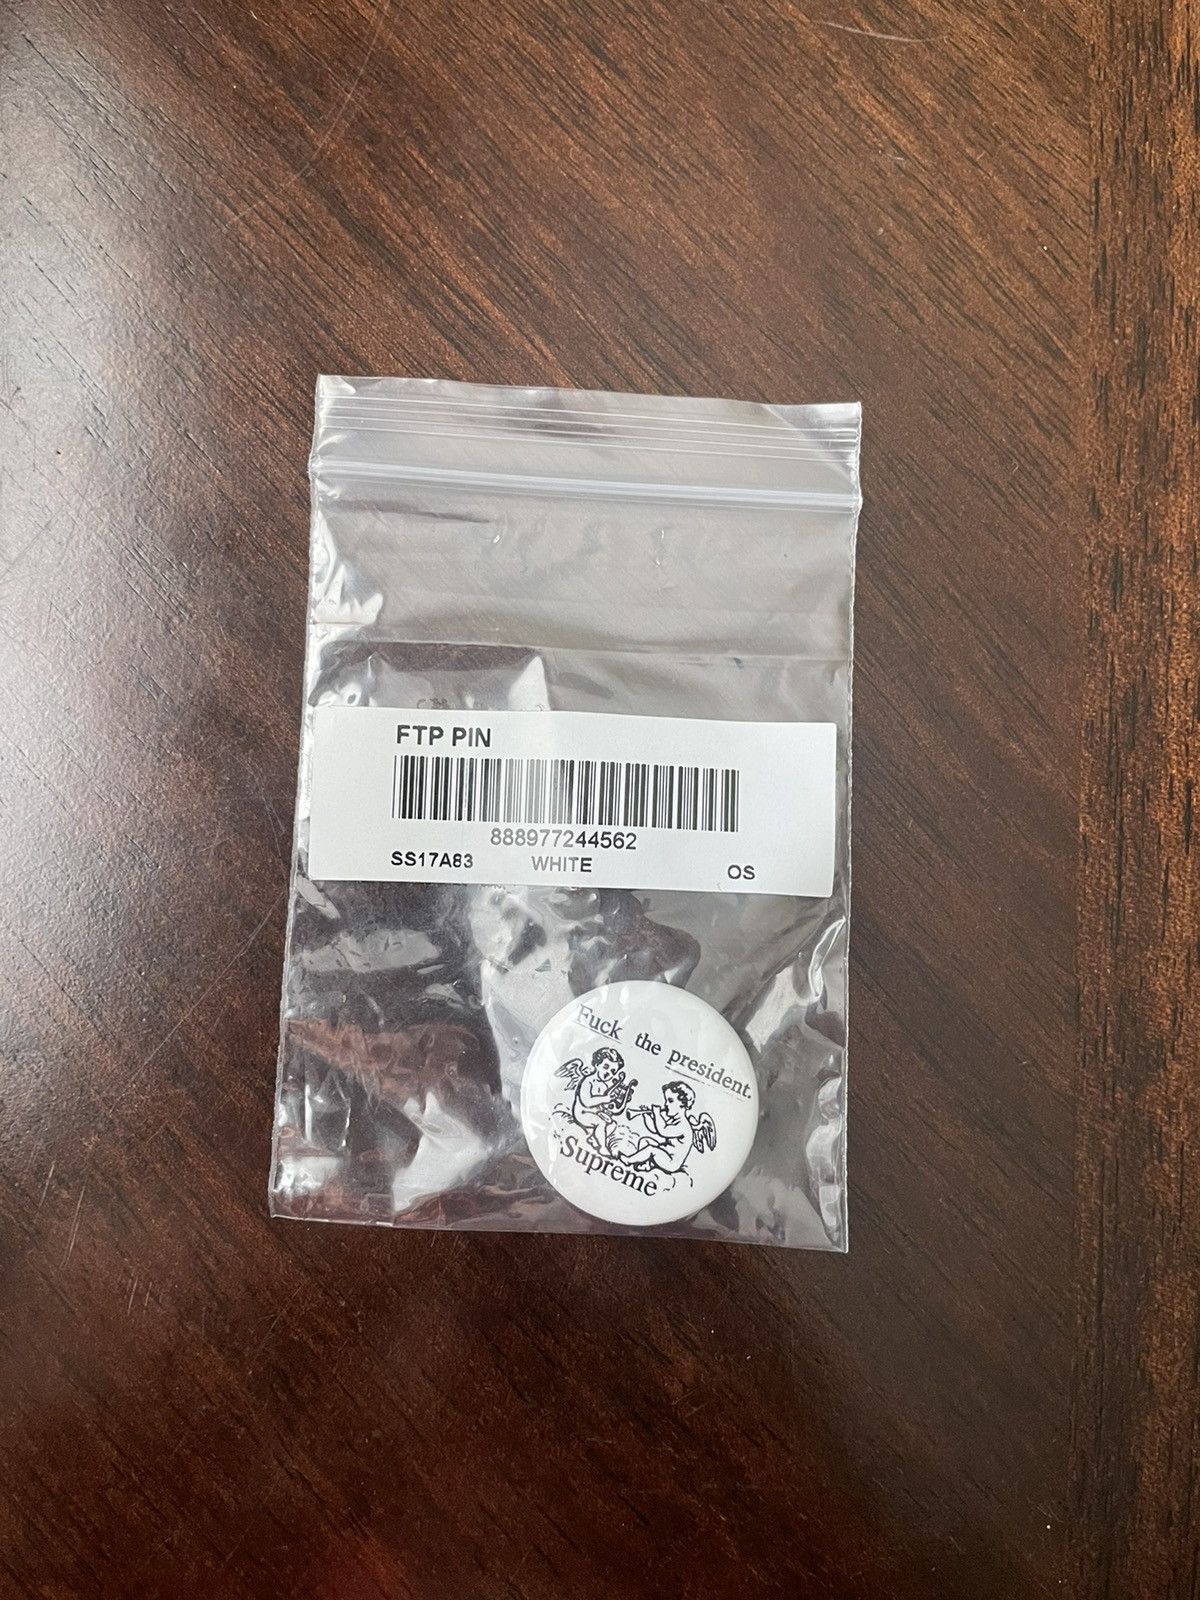 FTP PIN
888977244562
SS17A83 WHITE OS
Fuck the president.
Supreme